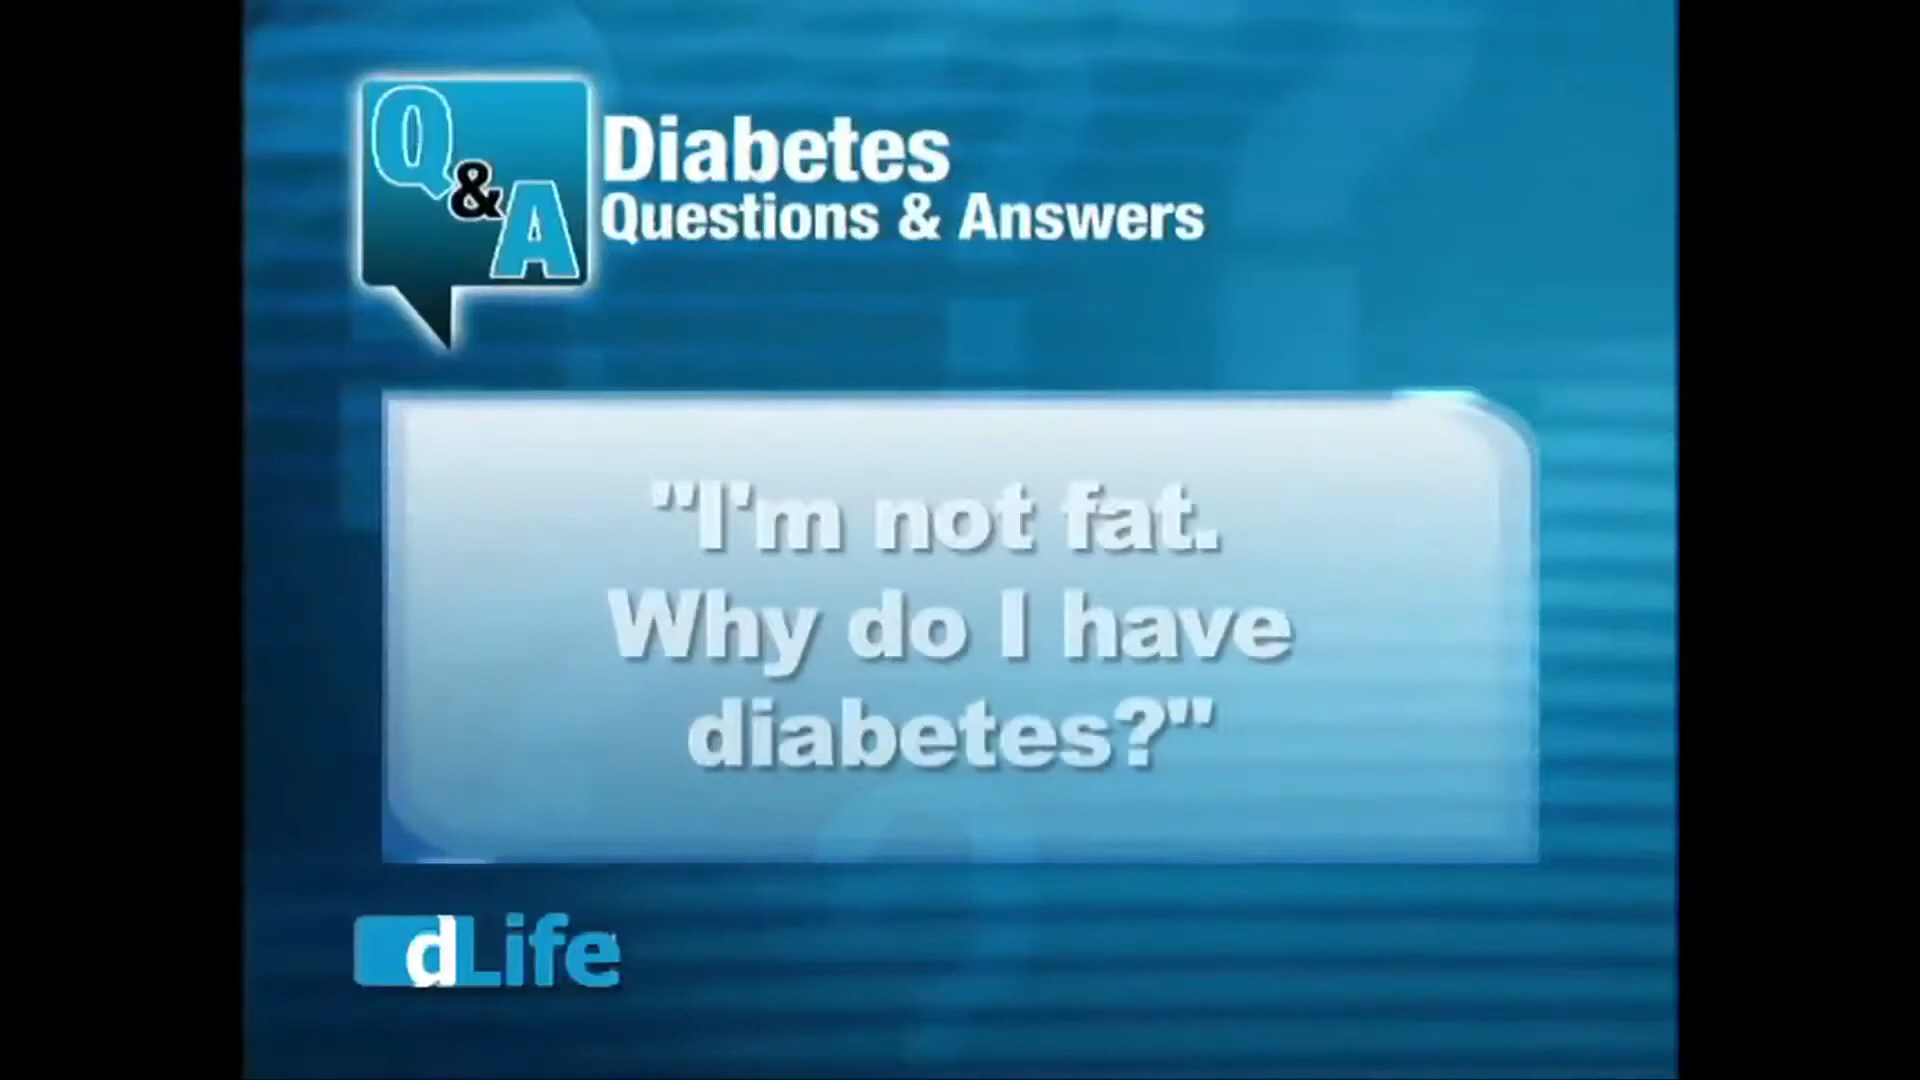 Q&A
Diabetes
Questions & Answers
"I'm not fat.
Why do I have
diabetes?"
dLife